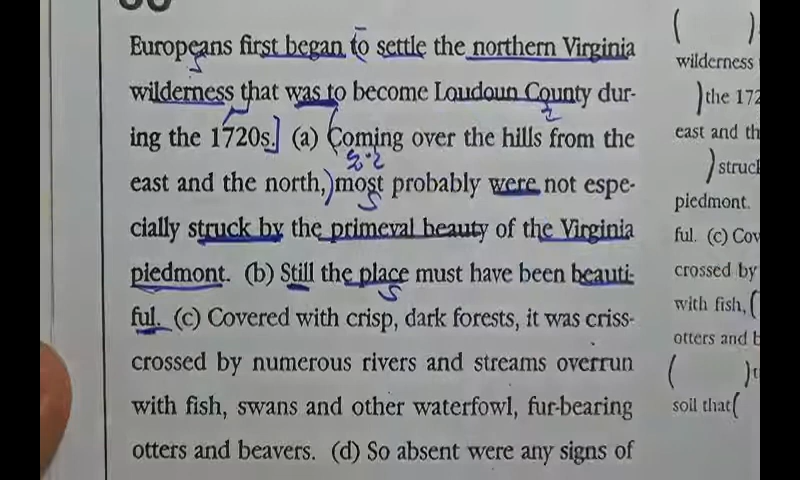 Europeans first began to settle the northern Virginia
wilderness that was to become Loudoun County dur-
ing the 1720s. (a) Coming over the hills from the
east and the north, most probably were not espe-
cially struck by the primeval beauty of the Virginia
piedmont. (b) Still the place must have been beauti-
ful. (c) Covered with crisp, dark forests, it was criss-
crossed by numerous rivers and streams overrun
with fish, swans and other waterfowl, fur-bearing
otters and beavers. (d) So absent were any signs of
( ).
wilderness
)the 172
east and th
)struck
piedmont.
ful. (c) Cov
crossed by
with fish,(
otters and b
( )t
soil that(